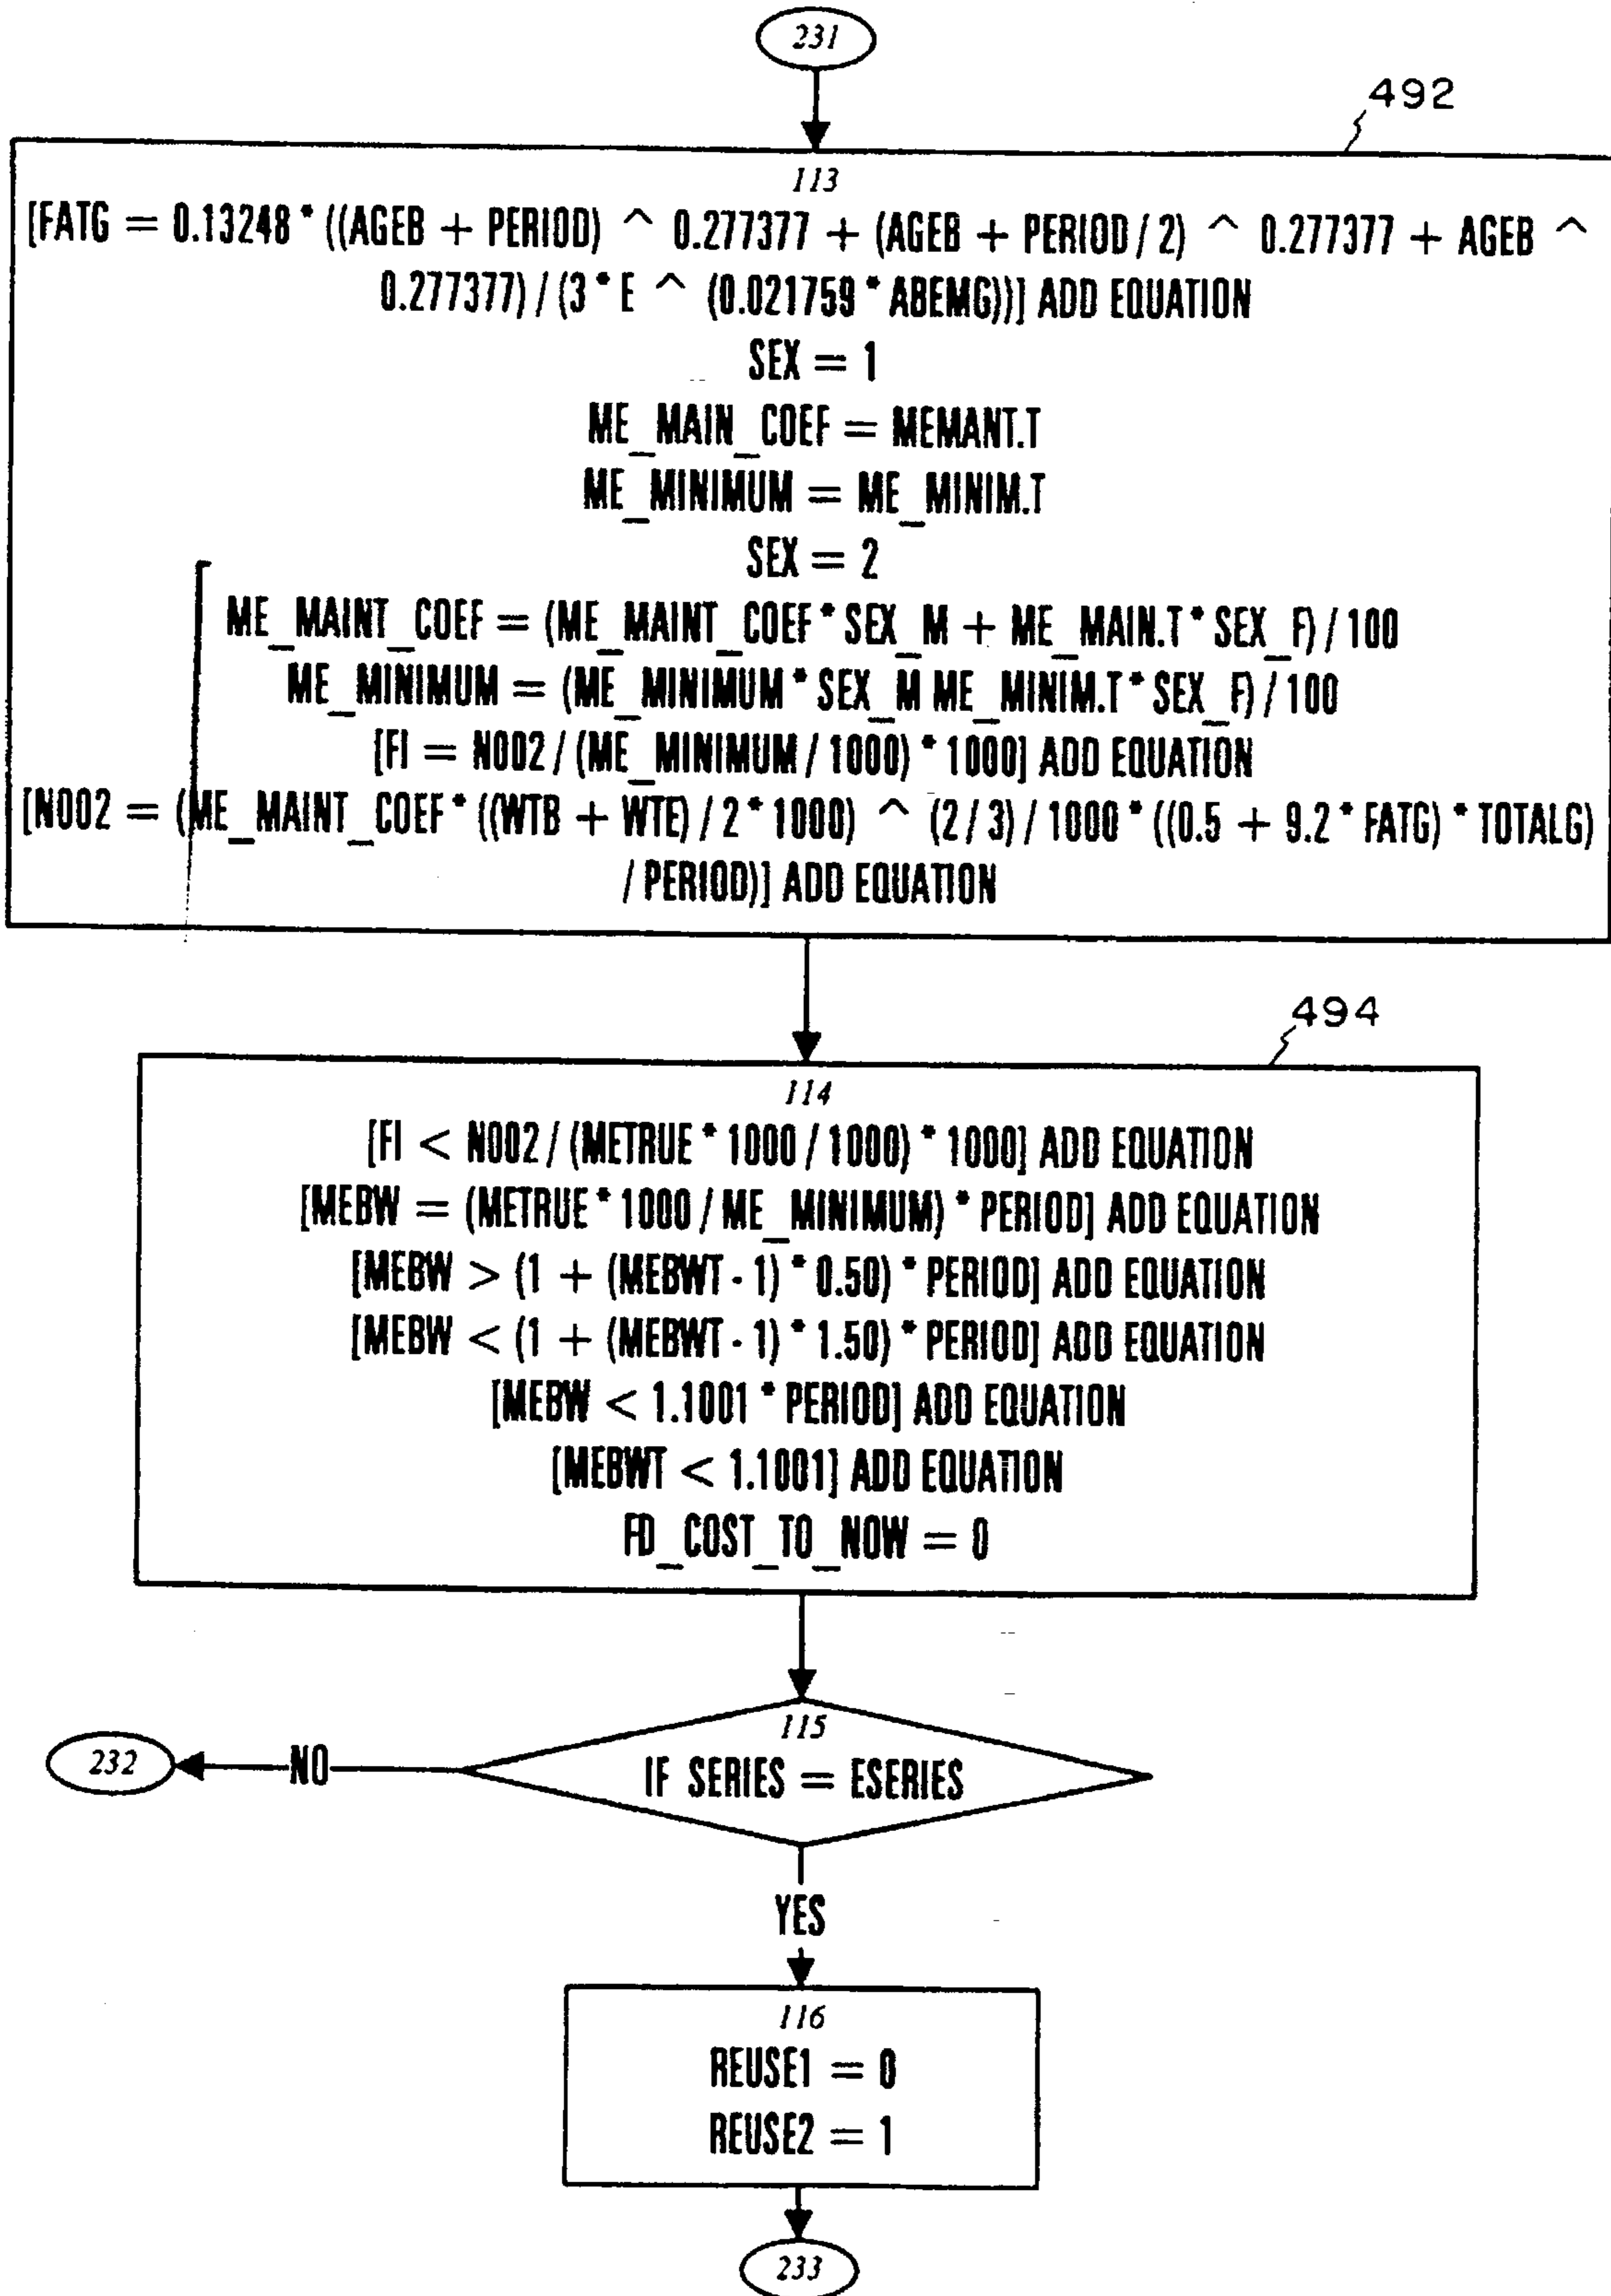 231
492
113
[FATG = 0.13248 * ((AGEB + PERIOD) ^ 0.277377 + (AGEB + PERIOD / 2) ^ 0.277377 + AGEB ^
0.277377) / (3 * E ^ (0.021759 * ABEMG))] ADD EQUATION
SEX = 1
ME_MAIN_COEF = MEMANT.T
ME_MINIMUM = ME_MINIM.T
SEX = 2
ME_MAINT_COEF = (ME_MAINT_COEF * SEX_M + ME_MAIN.T * SEX_F) / 100
ME_MINIMUM = (ME_MINIMUM * SEX_M ME_MINIM.T * SEX_F) / 100
[FI = N002 / (ME_MINIMUM / 1000) * 1000] ADD EQUATION
[N002 = (ME_MAINT_COEF * ((WTB + WTE) / 2 * 1000) ^ (2 / 3) / 1000 * ((0.5 + 9.2 * FATG) * TOTALG)
/ PERIOD)] ADD EQUATION
494
114
[FI < N002 / (METRUE * 1000 / 1000) * 1000] ADD EQUATION
[MEBW = (METRUE * 1000 / ME_MINIMUM) * PERIOD] ADD EQUATION
[MEBW > (1 + (MEBWT - 1) * 0.50) * PERIOD] ADD EQUATION
[MEBW < (1 + (MEBWT - 1) * 1.50) * PERIOD] ADD EQUATION
[MEBW < 1.1001 * PERIOD] ADD EQUATION
[MEBWT < 1.1001] ADD EQUATION
FD_COST_TO_NOW = 0
115
232
NO
IF SERIES = ESERIES
YES
116
REUSE1 = 0
REUSE2 = 1
233